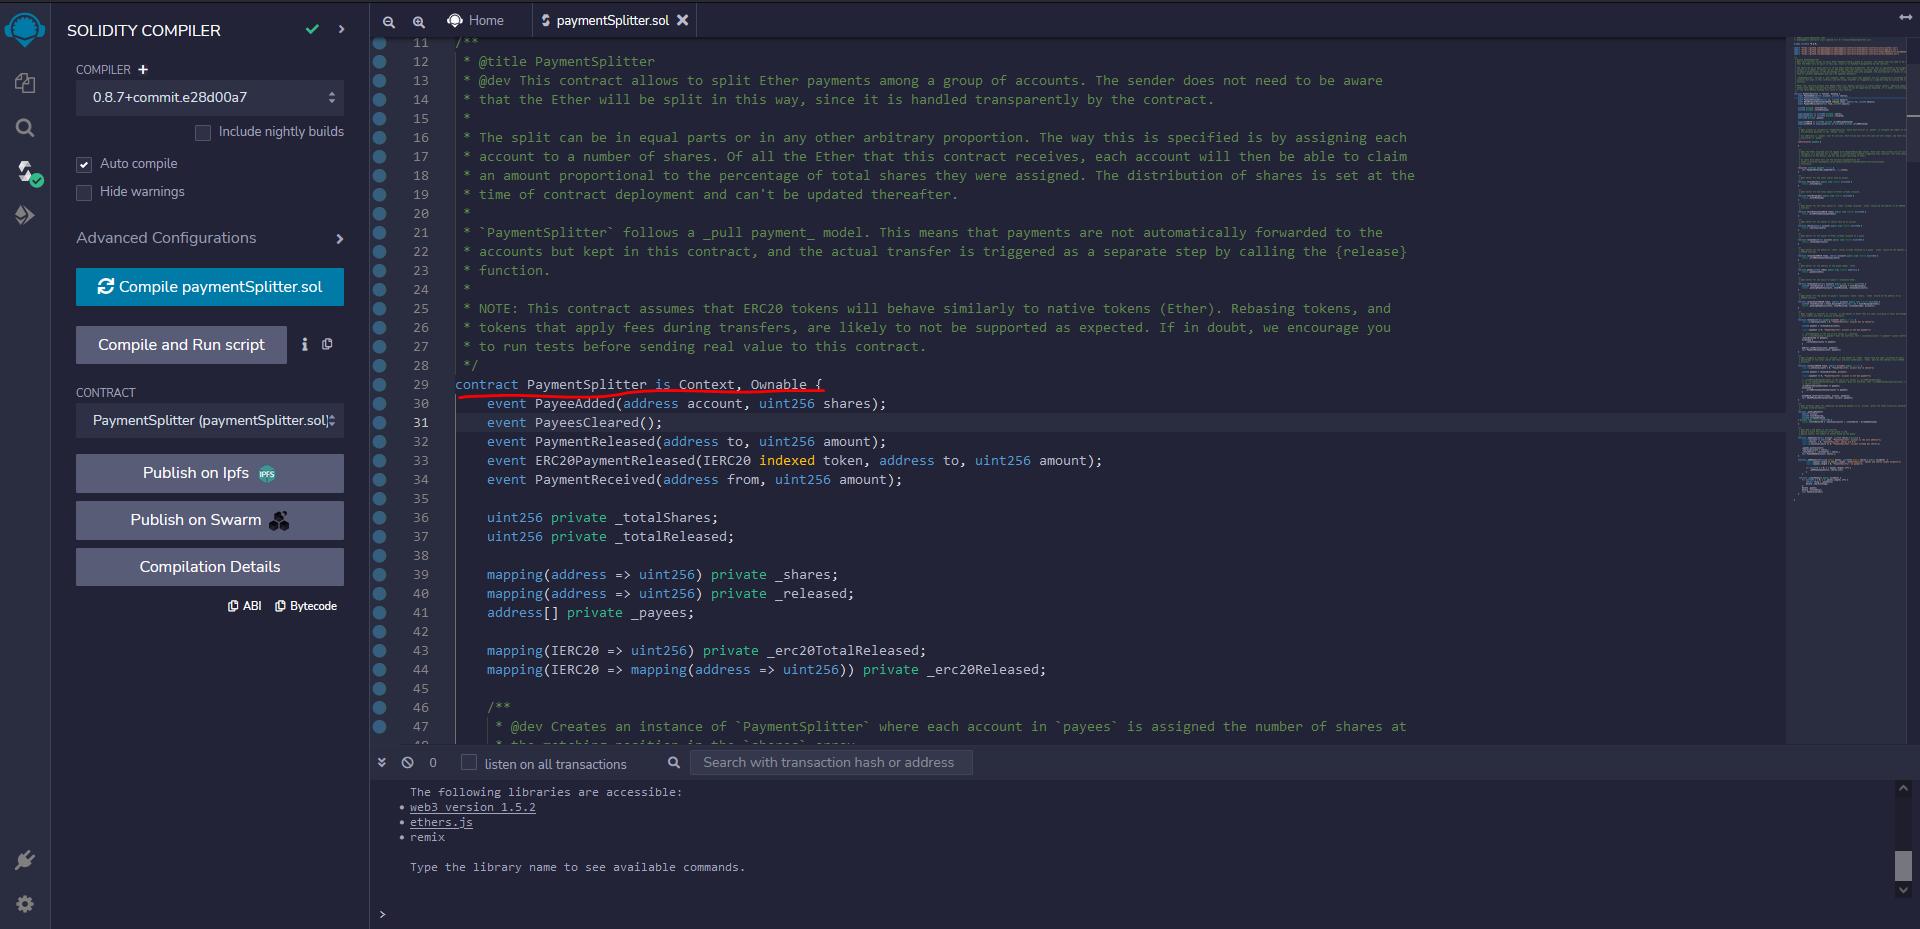 SOLIDITY COMPILER
COMPILER +
0.8.7+commit.e28d00a7
Include nightly builds
Auto compile
Hide warnings
Advanced Configurations
Compile paymentSplitter.sol
Compile and Run script
CONTRACT
PaymentSplitter (paymentSplitter.sol)
Publish on Ipfs IPFS
Publish on Swarm
Compilation Details
ABI Bytecode
Home paymentSplitter.sol
11 /**
12 * @title PaymentSplitter
13 * @dev This contract allows to split Ether payments among a group of accounts. The sender does not need to be aware
14 * that the Ether will be split in this way, since it is handled transparently by the contract.
15 *
16 * The split can be in equal parts or in any other arbitrary proportion. The way this is specified is by assigning each
17 * account to a number of shares. Of all the Ether that this contract receives, each account will then be able to claim
18 * an amount proportional to the percentage of total shares they were assigned. The distribution of shares is set at the
19 * time of contract deployment and can't be updated thereafter.
20 *
21 * `PaymentSplitter` follows a _pull payment_ model. This means that payments are not automatically forwarded to the
22 * accounts but kept in this contract, and the actual transfer is triggered as a separate step by calling the {release}
23 * function.
24 *
25 * NOTE: This contract assumes that ERC20 tokens will behave similarly to native tokens (Ether). Rebasing tokens, and
26 * tokens that apply fees during transfers, are likely to not be supported as expected. If in doubt, we encourage you
27 * to run tests before sending real value to this contract.
28 */
29 contract PaymentSplitter is Context, Ownable {
30 event PayeeAdded(address account, uint256 shares);
31 event PayeesCleared();
32 event PaymentReleased(address to, uint256 amount);
33 event ERC20PaymentReleased(IERC20 indexed token, address to, uint256 amount);
34 event PaymentReceived(address from, uint256 amount);
35
36 uint256 private _totalShares;
37 uint256 private _totalReleased;
38
39 mapping(address => uint256) private _shares;
40 mapping(address => uint256) private _released;
41 address[] private _payees;
42
43 mapping(IERC20 => uint256) private _erc20TotalReleased;
44 mapping(IERC20 => mapping(address => uint256)) private _erc20Released;
45
46 /**
47 * @dev Creates an instance of `PaymentSplitter` where each account in `payees` is assigned the number of shares at
48 * the matching position in the `shares` array.
0 listen on all transactions Search with transaction hash or address
The following libraries are accessible:
• web3 version 1.5.2
• ethers.js
• remix
Type the library name to see available commands.
>